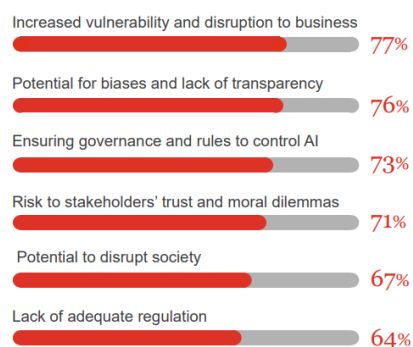 Increased vulnerability and disruption to business
77%
Potential for biases and lack of transparency
76%
Ensuring governance and rules to control AI
73%
Risk to stakeholders’ trust and moral dilemmas
71%
Potential to disrupt society
67%
Lack of adequate regulation
64%